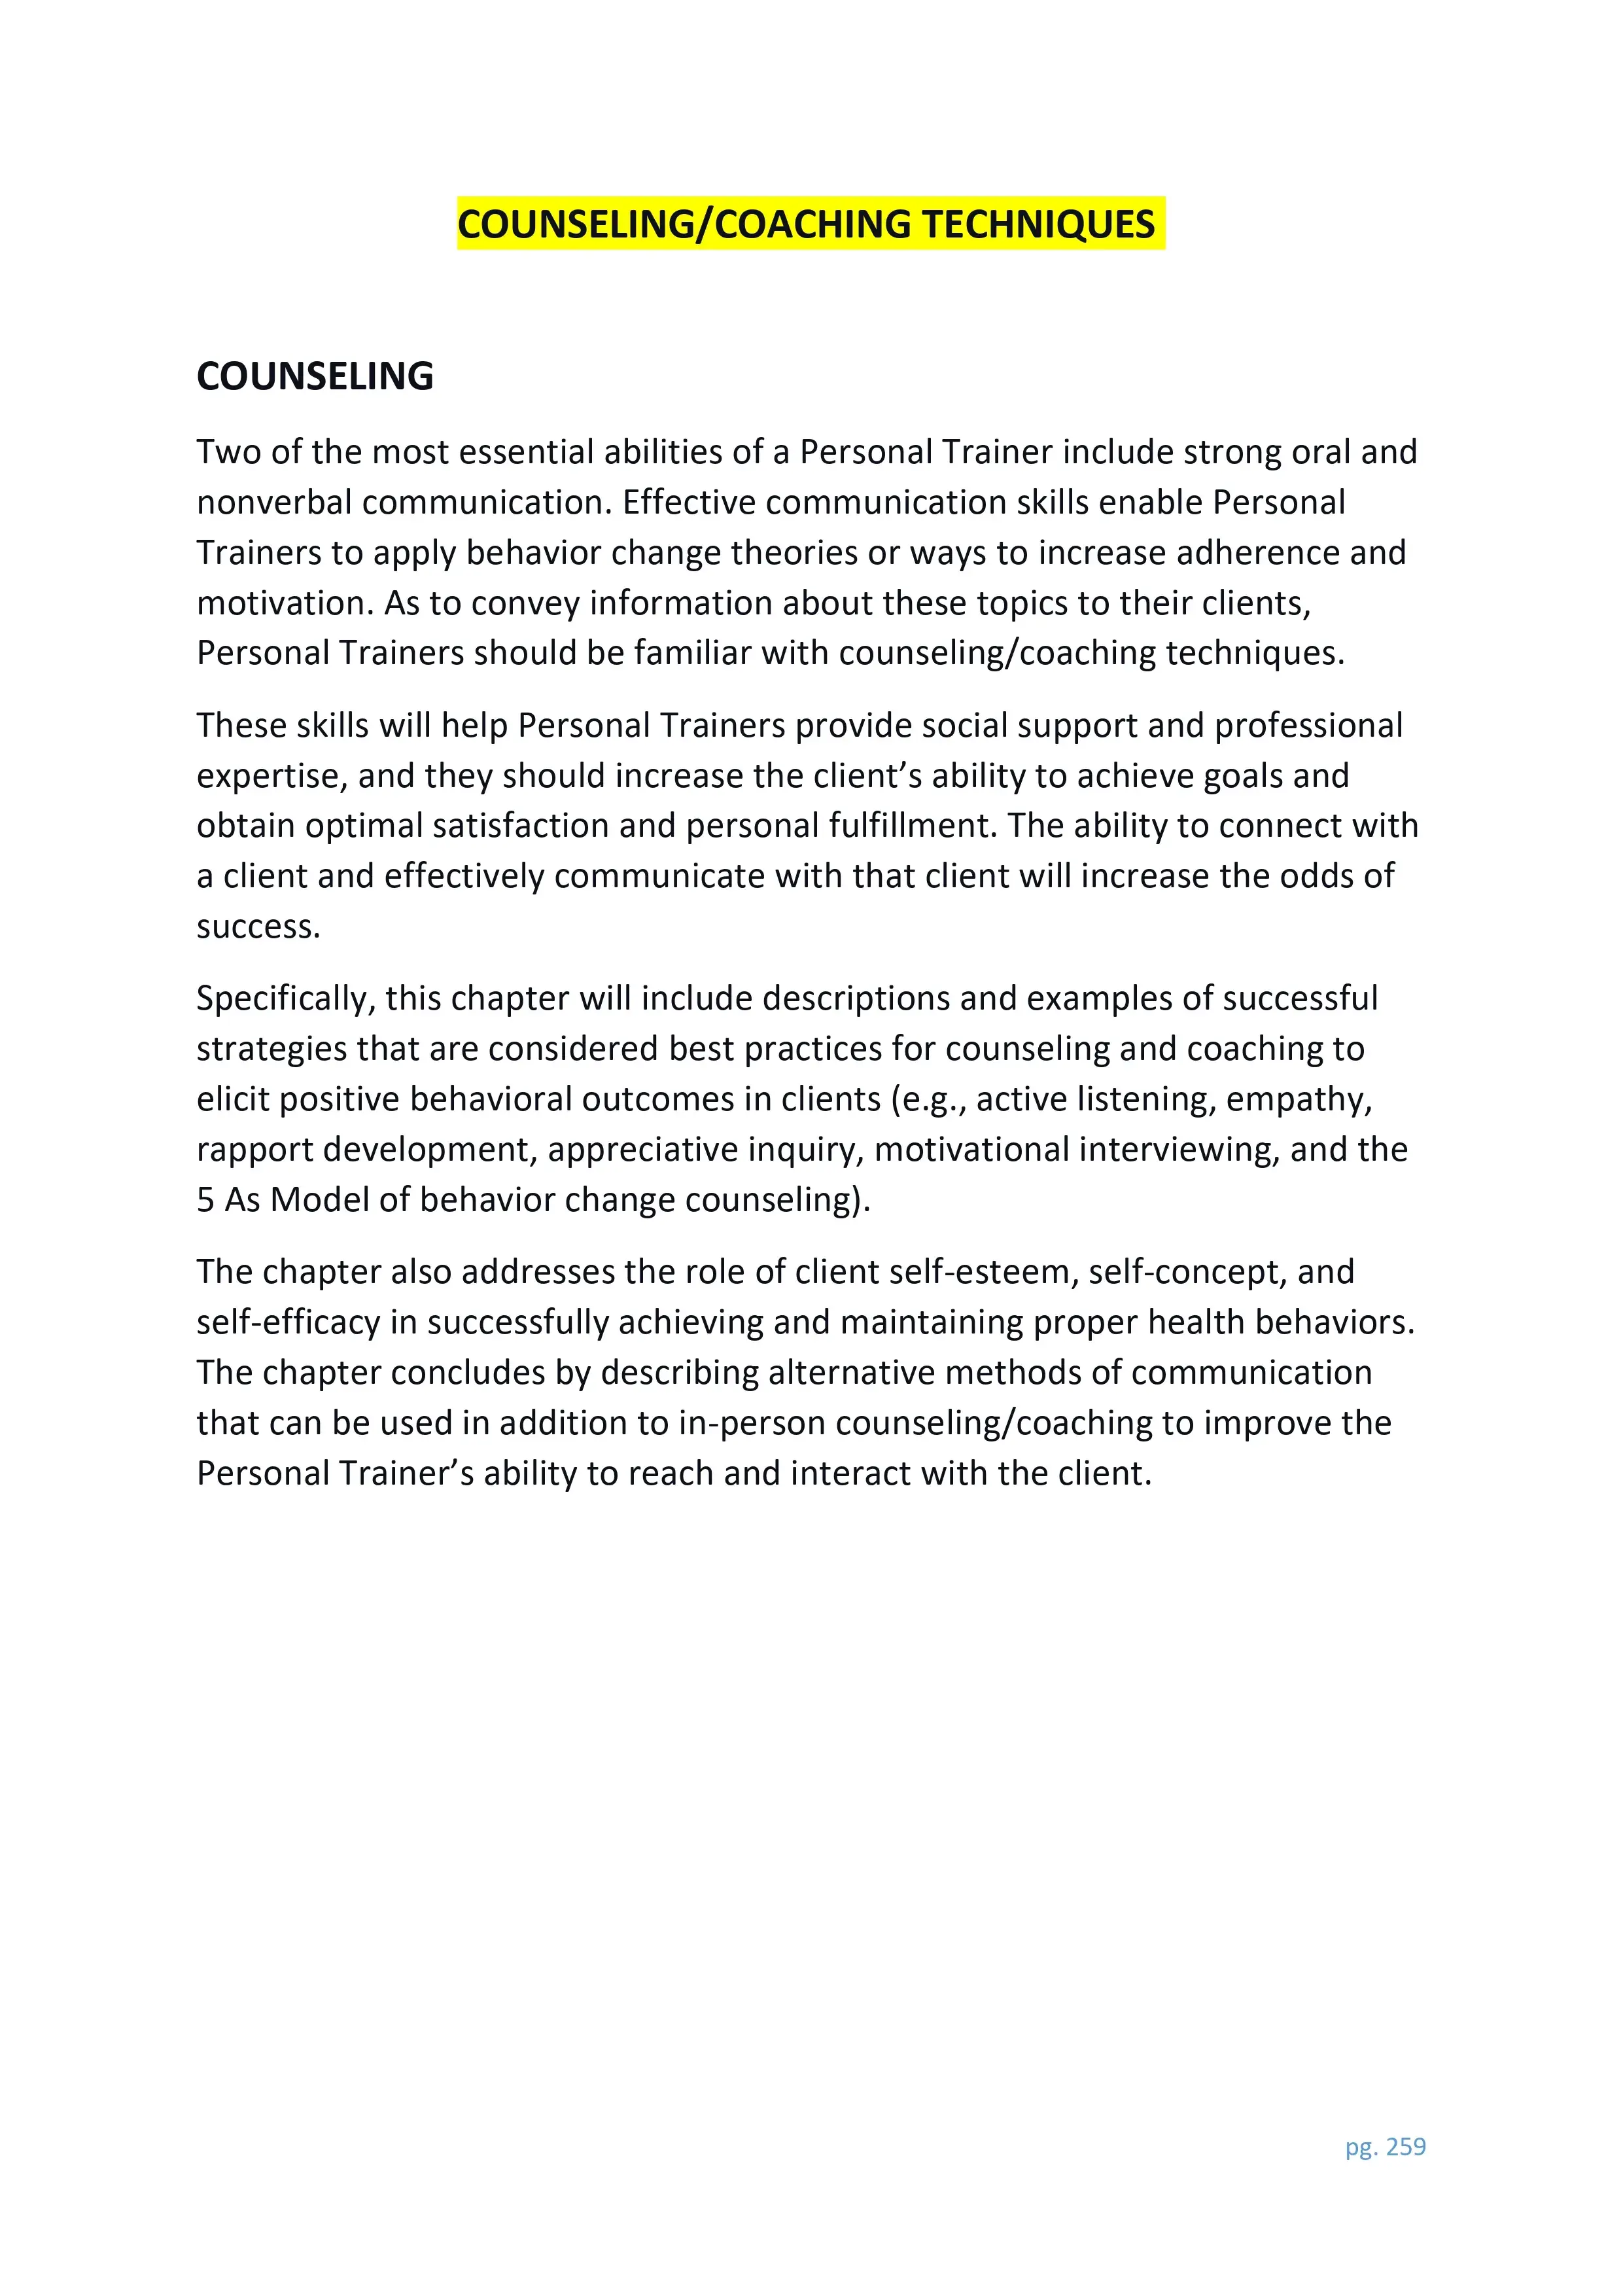 COUNSELING/COACHING TECHNIQUES
COUNSELING
Two of the most essential abilities of a Personal Trainer include strong oral and
nonverbal communication. Effective communication skills enable Personal
Trainers to apply behavior change theories or ways to increase adherence and
motivation. As to convey information about these topics to their clients,
Personal Trainers should be familiar with counseling/coaching techniques.
These skills will help Personal Trainers provide social support and professional
expertise, and they should increase the client’s ability to achieve goals and
obtain optimal satisfaction and personal fulfillment. The ability to connect with
a client and effectively communicate with that client will increase the odds of
success.
Specifically, this chapter will include descriptions and examples of successful
strategies that are considered best practices for counseling and coaching to
elicit positive behavioral outcomes in clients (e.g., active listening, empathy,
rapport development, appreciative inquiry, motivational interviewing, and the
5 As Model of behavior change counseling).
The chapter also addresses the role of client self-esteem, self-concept, and
self-efficacy in successfully achieving and maintaining proper health behaviors.
The chapter concludes by describing alternative methods of communication
that can be used in addition to in-person counseling/coaching to improve the
Personal Trainer’s ability to reach and interact with the client.
pg. 259